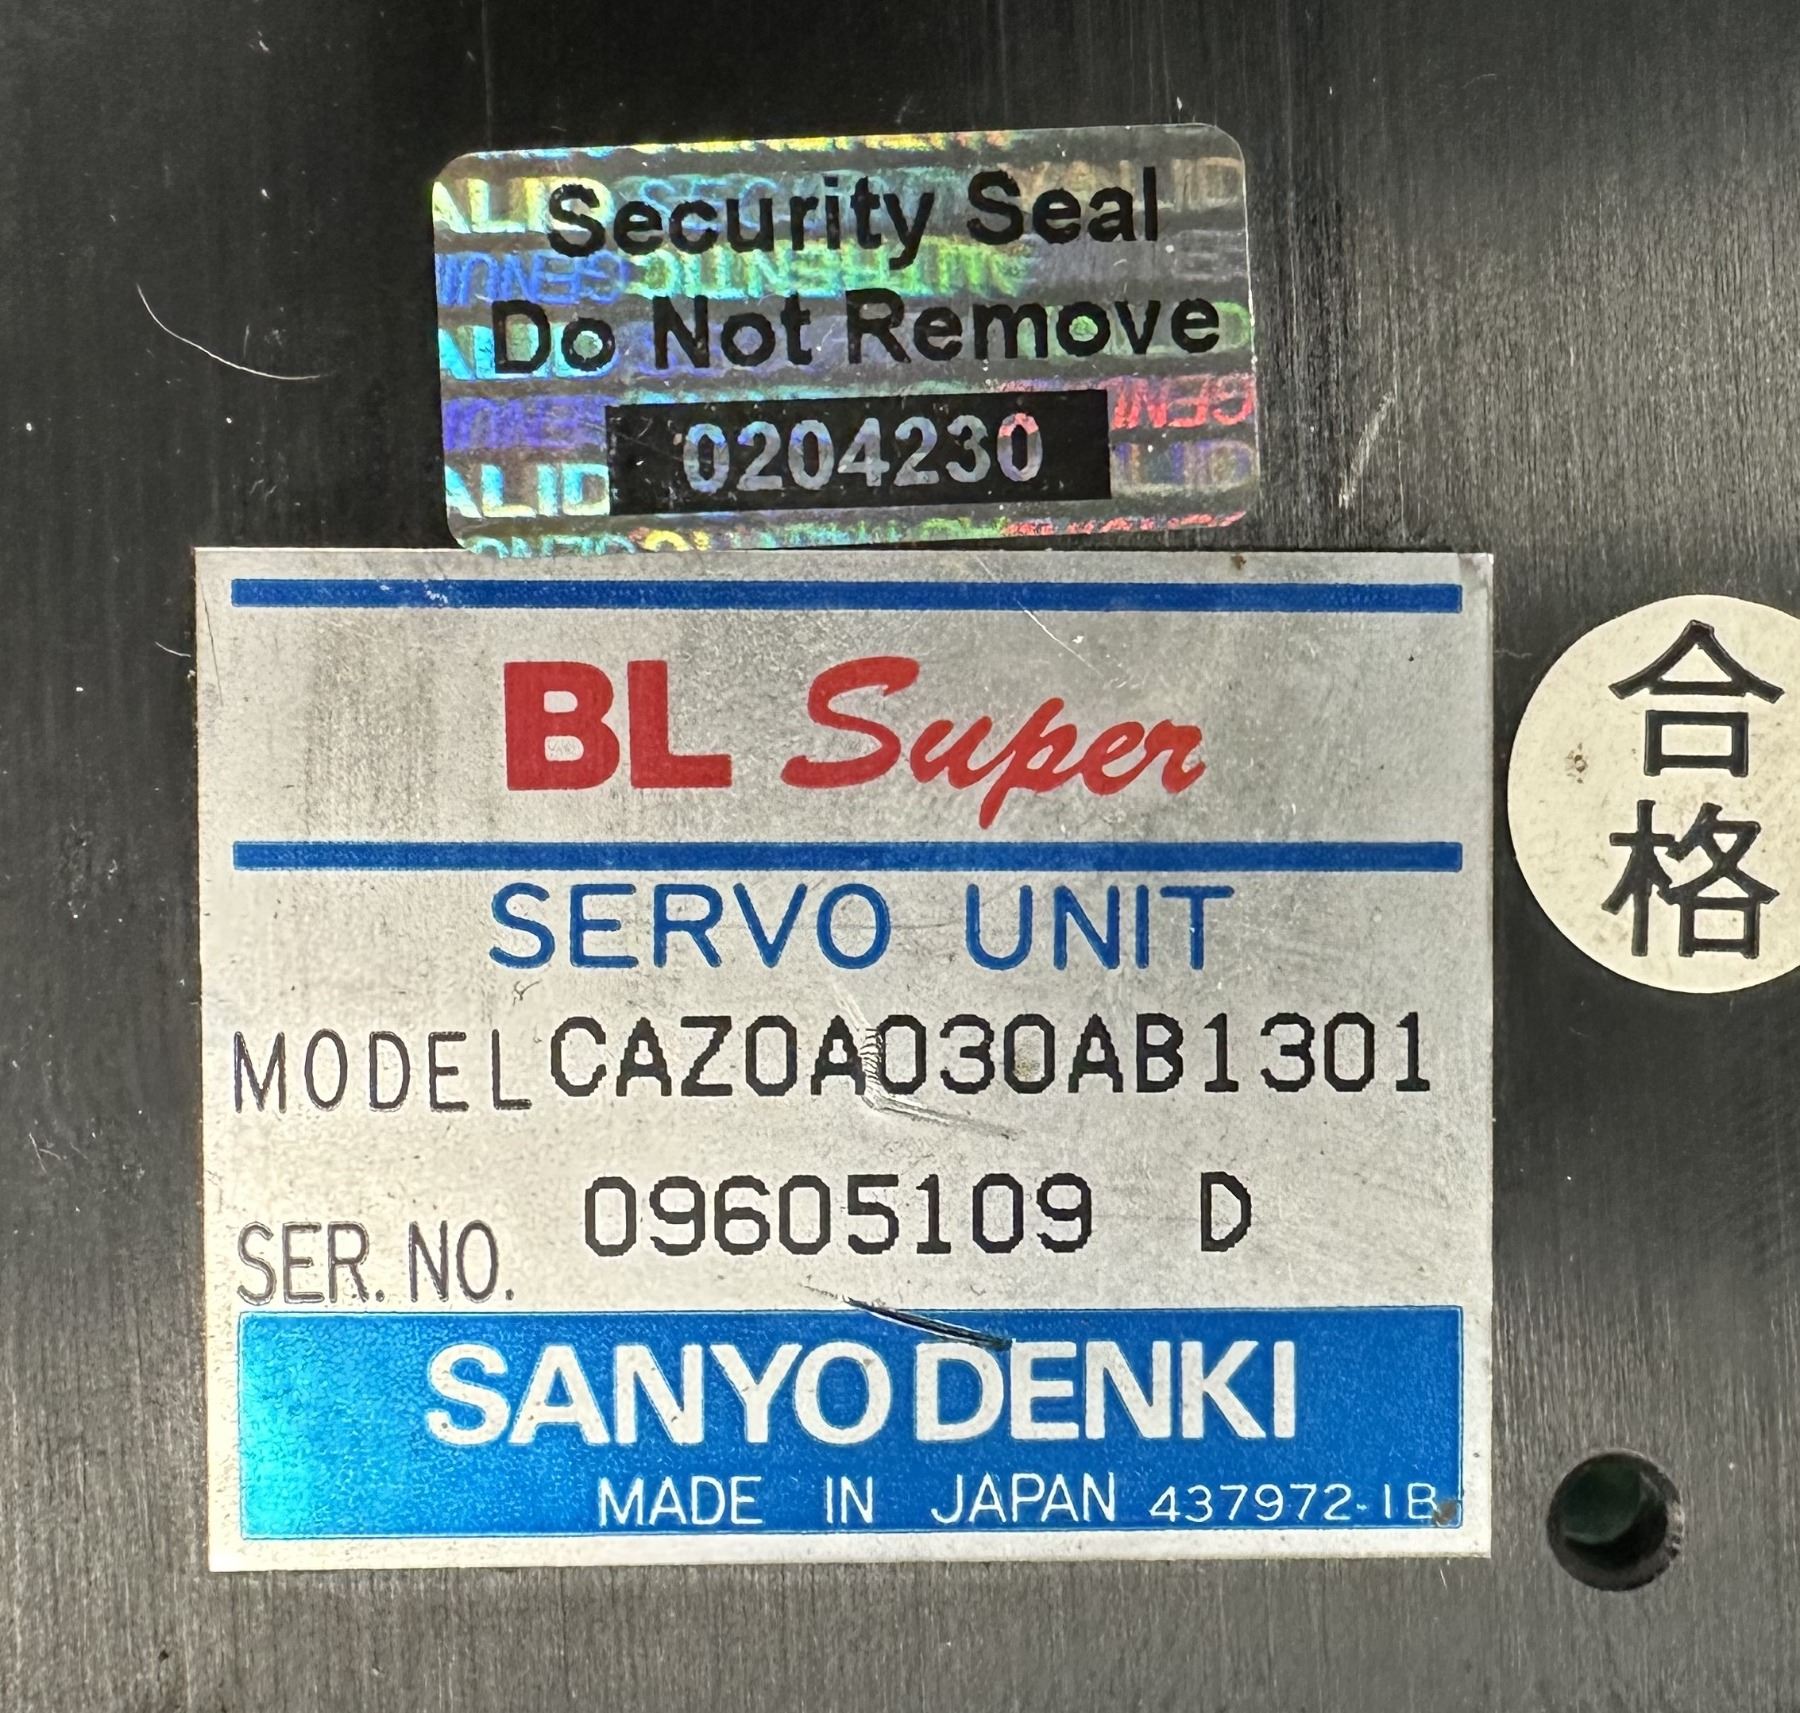 Security Seal
Do Not Remove
0204230
BL Super
SERVO UNIT
MODEL CAZ0A030AB1301
SER. NO. 09605109 D
SANYO DENKI
MADE IN JAPAN 437972-1B
合
格